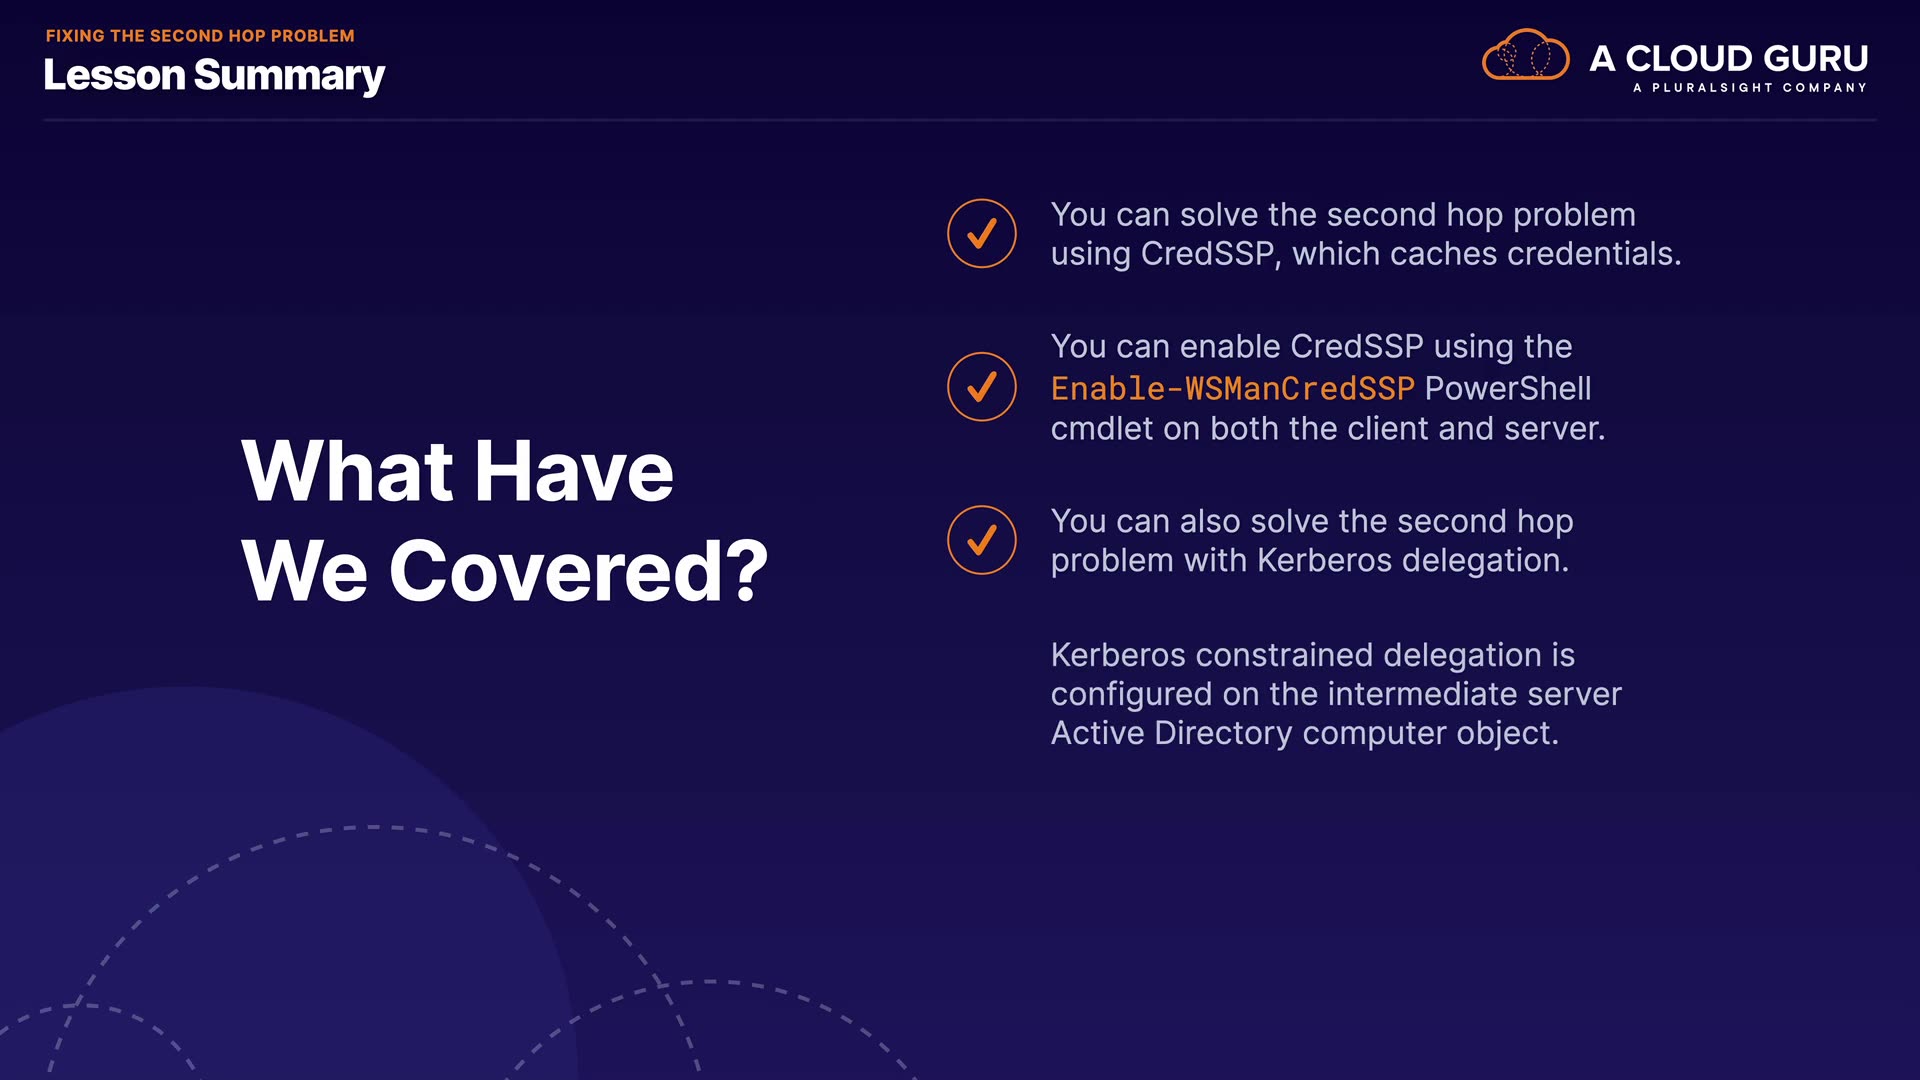 FIXING THE SECOND HOP PROBLEM
Lesson Summary
A CLOUD GURU
A PLURALSIGHT COMPANY
What Have
We Covered?
You can solve the second hop problem
using CredSSP, which caches credentials.
You can enable CredSSP using the
Enable-WSManCredSSP PowerShell
cmdlet on both the client and server.
You can also solve the second hop
problem with Kerberos delegation.
Kerberos constrained delegation is
configured on the intermediate server
Active Directory computer object.